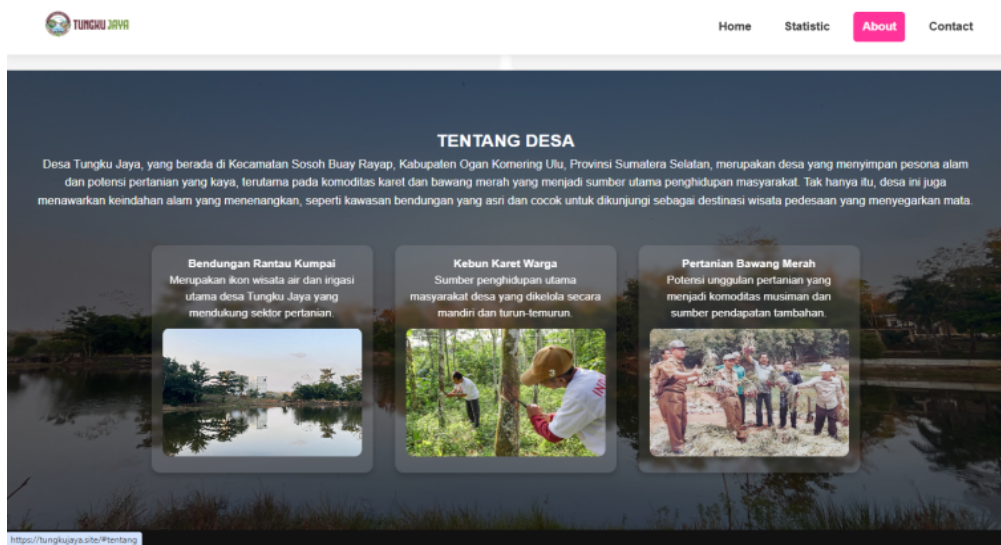 TUNGKU JAYA
Home Statistic About Contact
TENTANG DESA
Desa Tungku Jaya, yang berada di Kecamatan Sosoh Buay Rayap, Kabupaten Ogan Komering Ulu, Provinsi Sumatera Selatan, merupakan desa yang menyimpan pesona alam
dan potensi pertanian yang kaya, terutama pada komoditas karet dan bawang merah yang menjadi sumber utama penghidupan masyarakat. Tak hanya itu, desa ini juga
menawarkan keindahan alam yang menenangkan, seperti kawasan bendungan yang asri dan cocok untuk dikunjungi sebagai destinasi wisata pedesaan yang menyegarkan mata.
Bendungan Rantau Kumpai
Merupakan ikon wisata air dan irigasi
utama desa Tungku Jaya yang
mendukung sektor pertanian.
Kebun Karet Warga
Sumber penghidupan utama
masyarakat desa yang dikelola secara
mandiri dan turun-temurun.
Pertanian Bawang Merah
Potensi unggulan pertanian yang
menjadi komoditas musiman dan
sumber pendapatan tambahan.
https://tungkujaya.site/#tentang